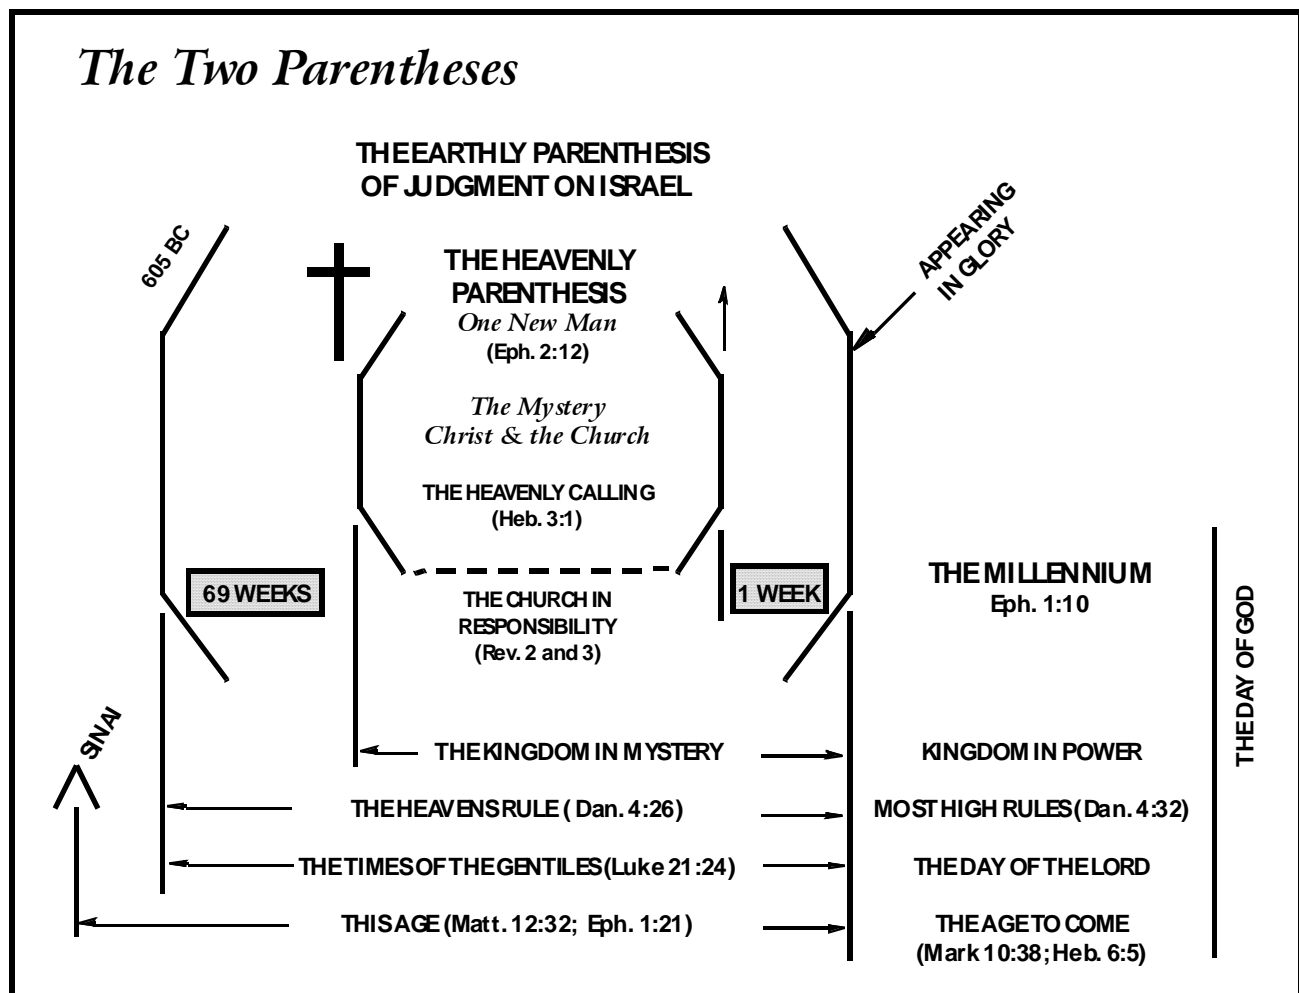 The Two Parentheses
THE EARTHLY PARENTHESIS
OF JUDGMENT ON ISRAEL
605 BC
APPEARING
IN GLORY
THE HEAVENLY
PARENTHESIS
One New Man
(Eph. 2:12)
The Mystery
Christ & the Church
THE HEAVENLY CALLING
(Heb. 3:1)
69 WEEKS
1 WEEK
THE CHURCH IN
RESPONSIBILITY
(Rev. 2 and 3)
THE MILLENNIUM
Eph. 1:10
THE DAY OF GOD
SINAI
THE KINGDOM IN MYSTERY
KINGDOM IN POWER
THE HEAVENS RULE ( Dan. 4:26)
MOST HIGH RULES (Dan. 4:32)
THE TIMES OF THE GENTILES (Luke 21:24)
THE DAY OF THE LORD
THIS AGE (Matt. 12:32; Eph. 1:21)
THE AGE TO COME
(Mark 10:38; Heb. 6:5)